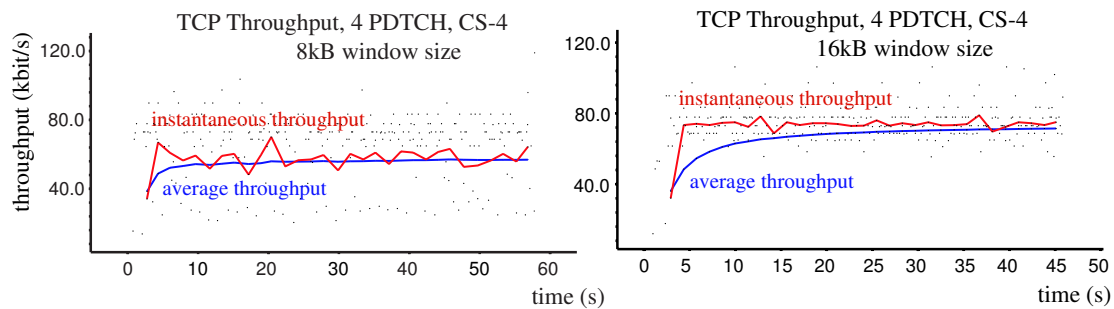 TCP Throughput, 4 PDTCH, CS-4
8kB window size
throughput (kbit/s)
120.0
80.0
40.0
instantaneous throughput
average throughput
0 10 20 30 40 50 60
time (s)
TCP Throughput, 4 PDTCH, CS-4
16kB window size
120.0
80.0
40.0
instantaneous throughput
average throughput
0 5 10 15 20 25 30 35 40 45 50
time (s)